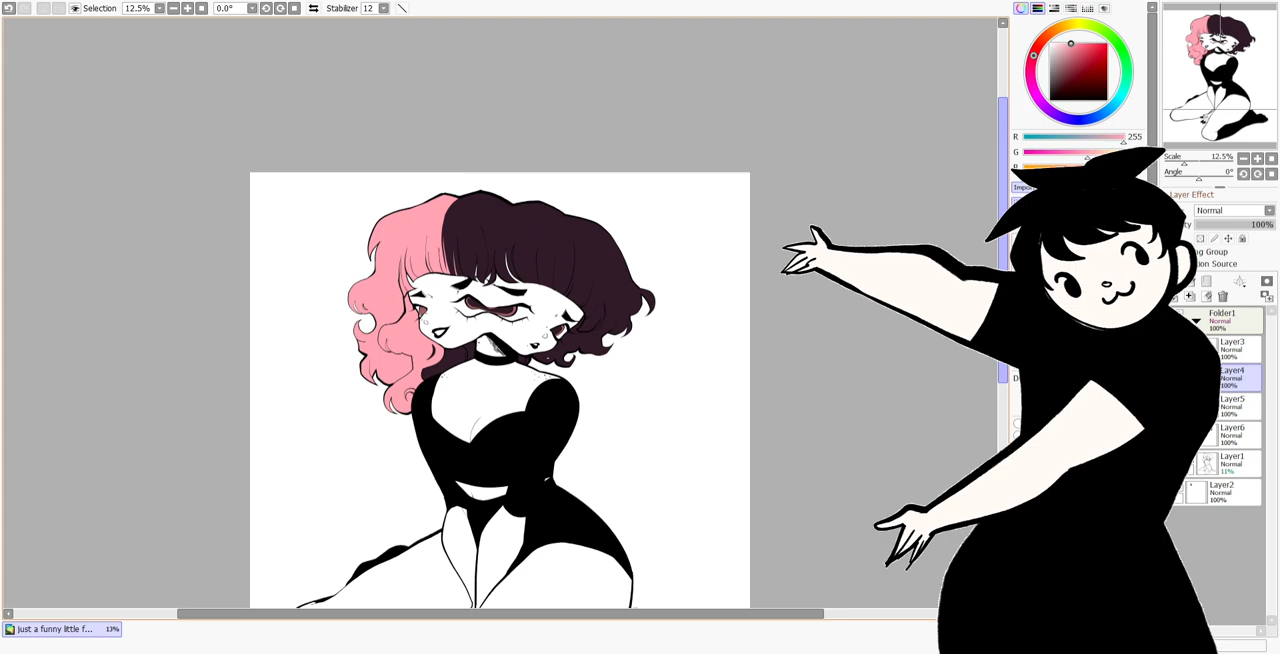 Selection 12.5% 0.0° Stabilizer 12
R 255
G
Scale 12.5%
Angle 0°
Layer Effect
Normal
100%
Folder1
Normal
100%
Layer3
Normal
100%
Layer4
Normal
100%
Layer5
Normal
100%
Layer6
Normal
100%
Layer1
Normal
11%
Layer2
Normal
100%
D
just a funny little f... 13%